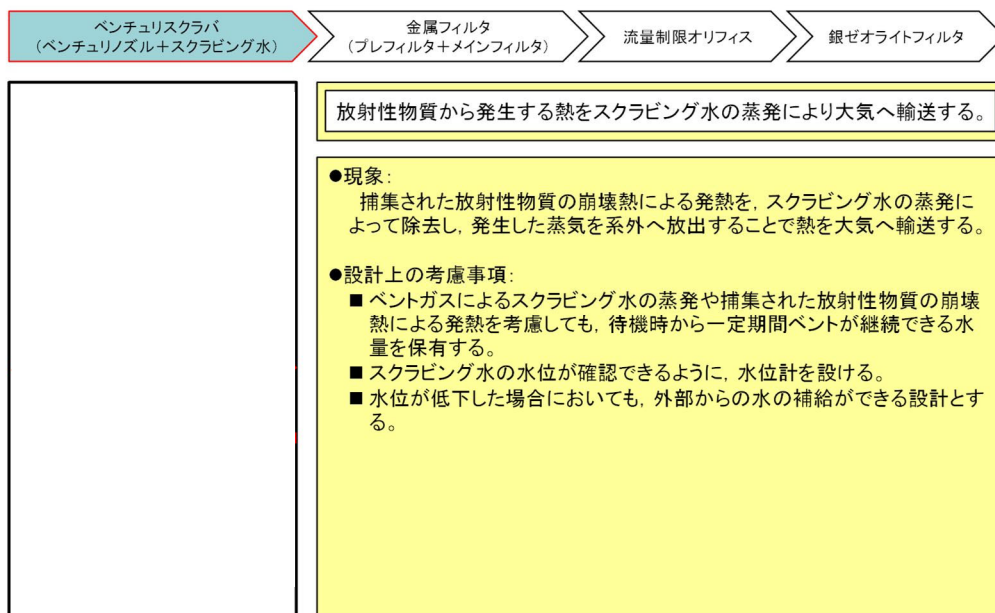 ベンチュリスクラバ
(ベンチュリノズル+スクラビング水)
金属フィルタ
(プレフィルタ+メインフィルタ)
流量制限オリフィス
銀ゼオライトフィルタ
放射性物質から発生する熱をスクラビング水の蒸発により大気へ輸送する。
●現象:
捕集された放射性物質の崩壊熱による発熱を,スクラビング水の蒸発に
よって除去し,発生した蒸気を系外へ放出することで熱を大気へ輸送する。
●設計上の考慮事項:
■ ベントガスによるスクラビング水の蒸発や捕集された放射性物質の崩壊
熱による発熱を考慮しても,待機時から一定期間ベントが継続できる水
量を保有する。
■ スクラビング水の水位が確認できるように,水位計を設ける。
■ 水位が低下した場合においても,外部からの水の補給ができる設計とす
る。